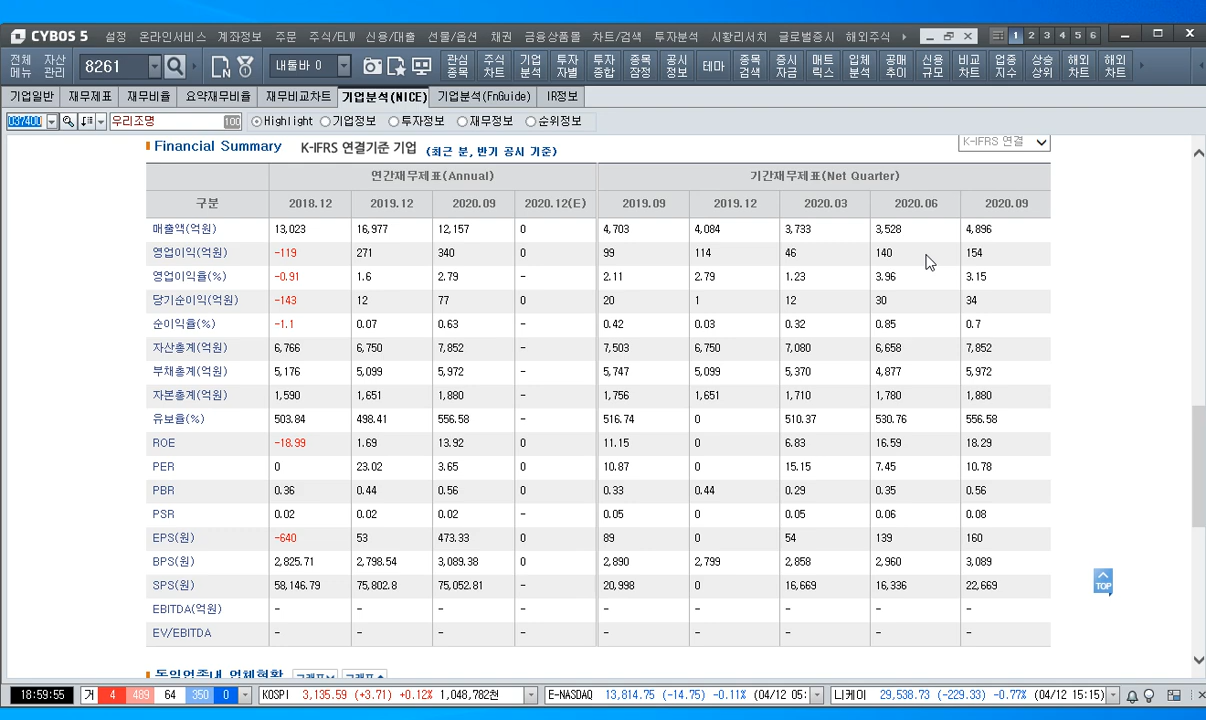 CYBOS 5 설정 온라인서비스 계좌정보 주문 주식/ELW 신용/대출 선물/옵션 채권 금융상품몰 차트/검색 투자분석 시황리서치 글로벌증시 해외주식 1 2 3 4 5 6
전체메뉴 자산관리 8261 내툴바 0 관심종목 주식차트 기업분석 투자자별 투자종합 종목잠정 공시정보 테마 종목검색 증시자금 매트릭스 입체분석 공매추이 신용규모 비교차트 업종지수 상승상위 해외차트 해외차트
기업일반 재무제표 재무비율 요약재무비율 재무비교차트 기업분석(NICE) 기업분석(FnGuide) IR정보
037400 우리조명 100 Highlight 기업정보 투자정보 재무정보 순위정보
Financial Summary K-IFRS 연결기준 기업 (최근 분,반기 공시 기준) K-IFRS 연결
구분 연간재무제표(Annual) 기간재무제표(Net Quarter)
2018.12 2019.12 2020.09 2020.12(E) 2019.09 2019.12 2020.03 2020.06 2020.09
매출액(억원) 13,023 16,977 12,157 0 4,703 4,084 3,733 3,528 4,896
영업이익(억원) -119 271 340 0 99 114 46 140 154
영업이익률(%) -0.91 1.6 2.79 - 2.11 2.79 1.23 3.96 3.15
당기순이익(억원) -143 12 77 0 20 1 12 30 34
순이익률(%) -1.1 0.07 0.63 - 0.42 0.03 0.32 0.85 0.7
자산총계(억원) 6,766 6,750 7,852 - 7,503 6,750 7,080 6,658 7,852
부채총계(억원) 5,176 5,099 5,972 - 5,747 5,099 5,370 4,877 5,972
자본총계(억원) 1,590 1,651 1,880 - 1,756 1,651 1,710 1,780 1,880
유보율(%) 503.84 498.41 556.58 - 516.74 0 510.37 530.76 556.58
ROE -18.99 1.69 13.92 0 11.15 0 6.83 16.59 18.29
PER 0 23.02 3.65 0 10.87 0 15.15 7.45 10.78
PBR 0.36 0.44 0.56 0 0.33 0.44 0.29 0.35 0.56
PSR 0.02 0.02 0.02 - 0.05 0 0.05 0.06 0.08
EPS(원) -640 53 473.33 0 89 0 54 139 160
BPS(원) 2,825.71 2,798.54 3,089.38 0 2,890 2,799 2,858 2,960 3,089
SPS(원) 58,146.79 75,802.8 75,052.81 - 20,998 0 16,669 16,336 22,669
EBITDA(억원) - - - - - - - - -
EV/EBITDA - - - - - - - - -
TOP
동일업종내 업체현황 그래프∨ 그래프∧
18:59:55 거 4 489 64 350 0 KOSPI 3,135.59 (+3.71) +0.12% 1,048,782천 E-NASDAQ 13,814.75 (-14.75) -0.11% (04/12 05: 니케이 29,538.73 (-229.33) -0.77% (04/12 15:15)